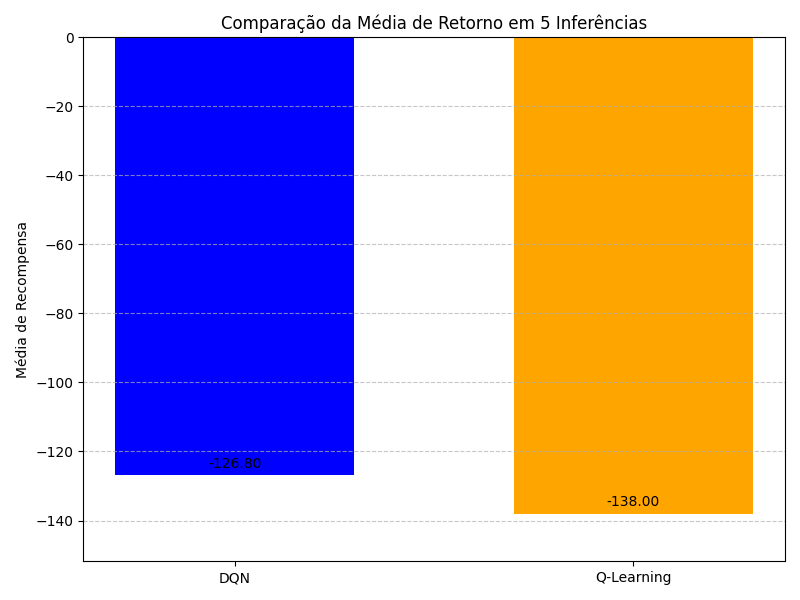 Comparação da Média de Retorno em 5 Inferências
Média de Recompensa
0
−20
−40
−60
−80
−100
−120
−140
-126.80
-138.00
DQN
Q-Learning